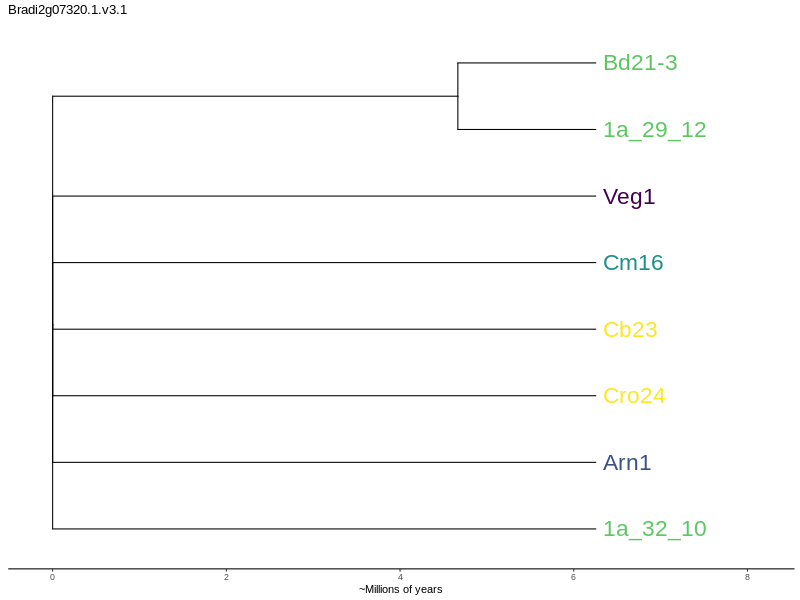 Bradi2g07320.1.v3.1
Bd21-3
1a_29_12
Veg1
Cm16
Cb23
Cro24
Arn1
1a_32_10
0 2 4 6 8
~Millions of years